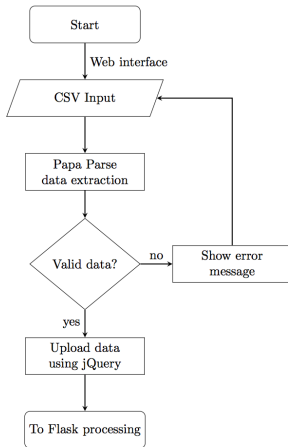 Start
Web interface
CSV Input
Papa Parse
data extraction
Valid data?
no
Show error
message
yes
Upload data
using jQuery
To Flask processing